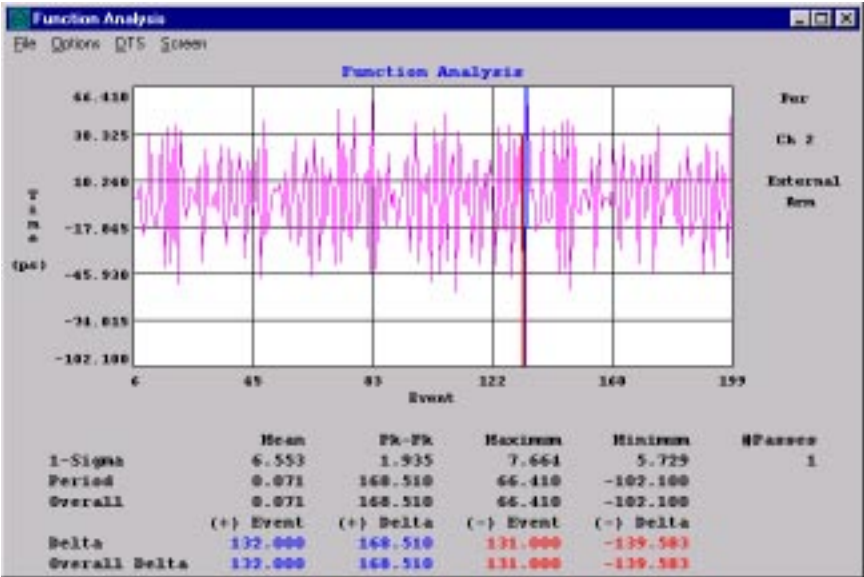 Function Analysis
File Options DTS Screen
Function Analysis
66.410
38.325
10.240
-17.845
-45.930
-74.015
-102.100
Time
(ps)
Per
Ch 2
External
Arm
6 45 83 122 160 199
Event
Mean Pk-Pk Maximum Minimum #Passes
1-Sigma 6.553 1.935 7.664 5.729 1
Period 0.071 168.510 66.410 -102.100
Overall 0.071 168.510 66.410 -102.100
(+) Event (+) Delta (-) Event (-) Delta
Delta 132.000 168.510 131.000 -139.583
Overall Delta 132.000 168.510 131.000 -139.583